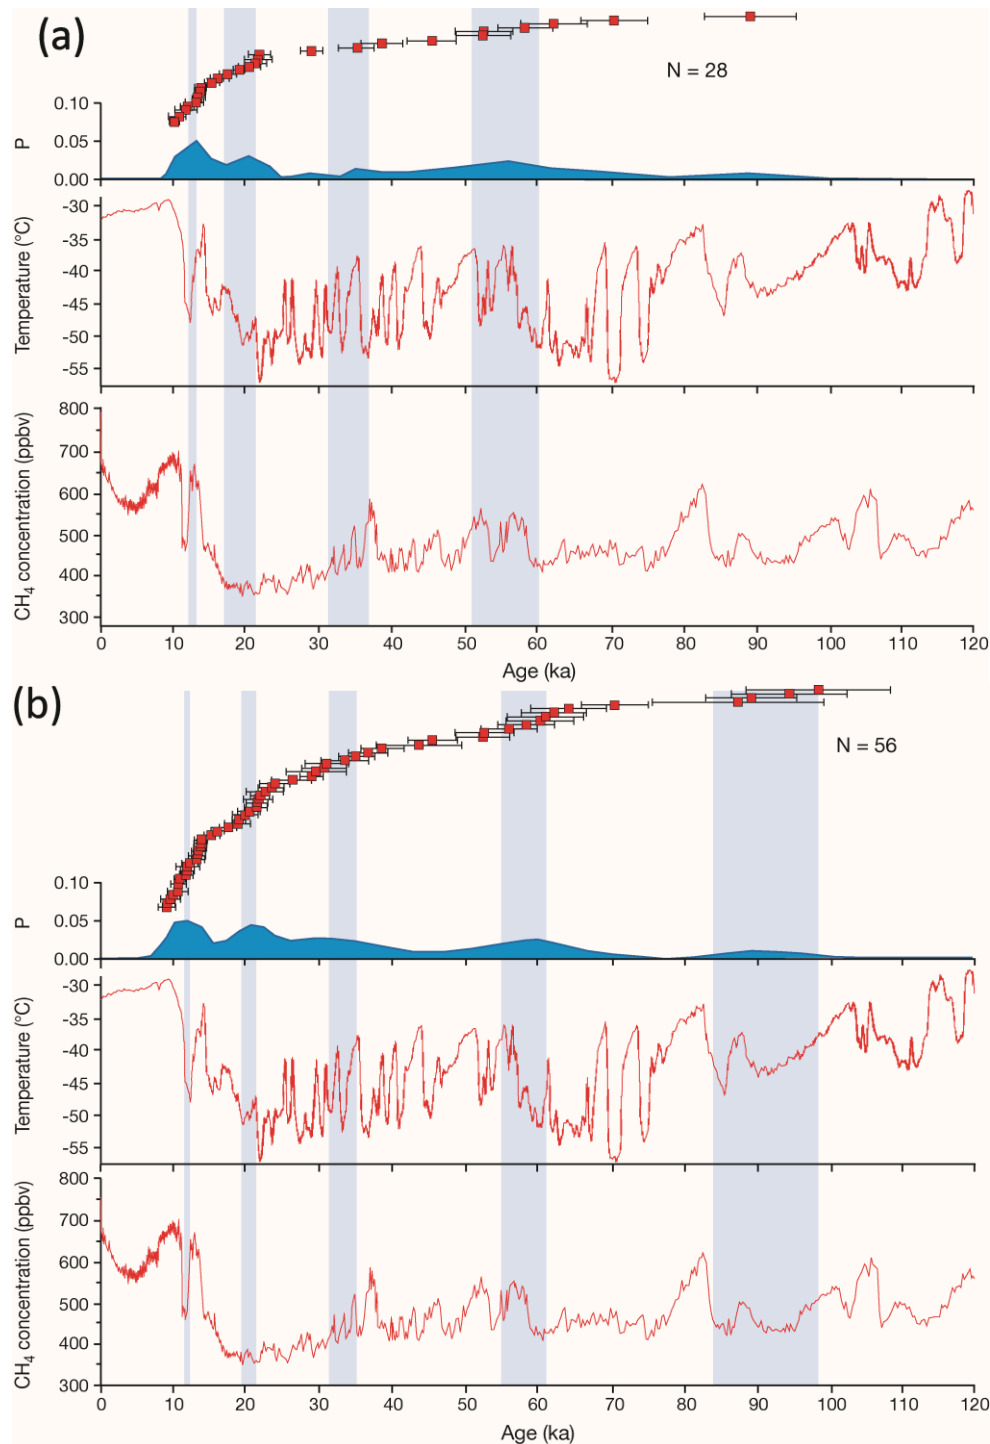 (a)
N = 28
0.10
0.05
0.00
P
-30
-35
-40
-45
-50
-55
Temperature (°C)
800
700
600
500
400
300
CH4 concentration (ppbv)
0 10 20 30 40 50 60 70 80 90 100 110 120
Age (ka)
(b)
N = 56
0.10
0.05
0.00
P
-30
-35
-40
-45
-50
-55
Temperature (°C)
800
700
600
500
400
300
CH4 concentration (ppbv)
0 10 20 30 40 50 60 70 80 90 100 110 120
Age (ka)